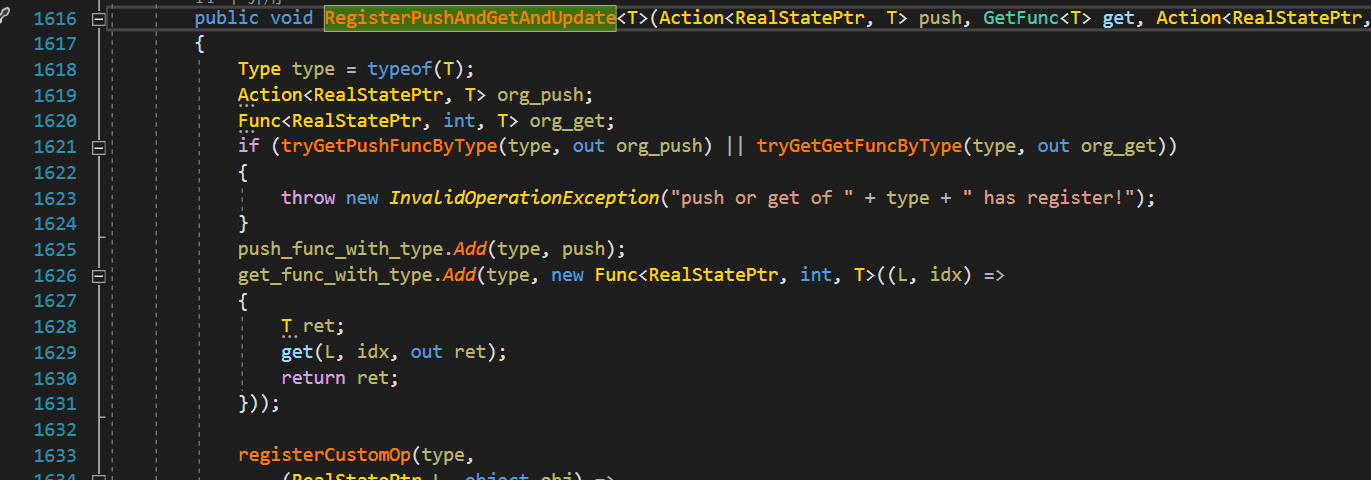 1616 public void RegisterPushAndGetAndUpdate<T>(Action<RealStatePtr, T> push, GetFunc<T> get, Action<RealStatePtr,
1617 {
1618 Type type = typeof(T);
1619 Action<RealStatePtr, T> org_push;
1620 Func<RealStatePtr, int, T> org_get;
1621 if (tryGetPushFuncByType(type, out org_push) || tryGetGetFuncByType(type, out org_get))
1622 {
1623 throw new InvalidOperationException("push or get of " + type + " has register!");
1624 }
1625 push_func_with_type.Add(type, push);
1626 get_func_with_type.Add(type, new Func<RealStatePtr, int, T>((L, idx) =>
1627 {
1628 T ret;
1629 get(L, idx, out ret);
1630 return ret;
1631 }));
1632
1633 registerCustomOp(type,
1634 (RealStatePtr L, object obj) =>